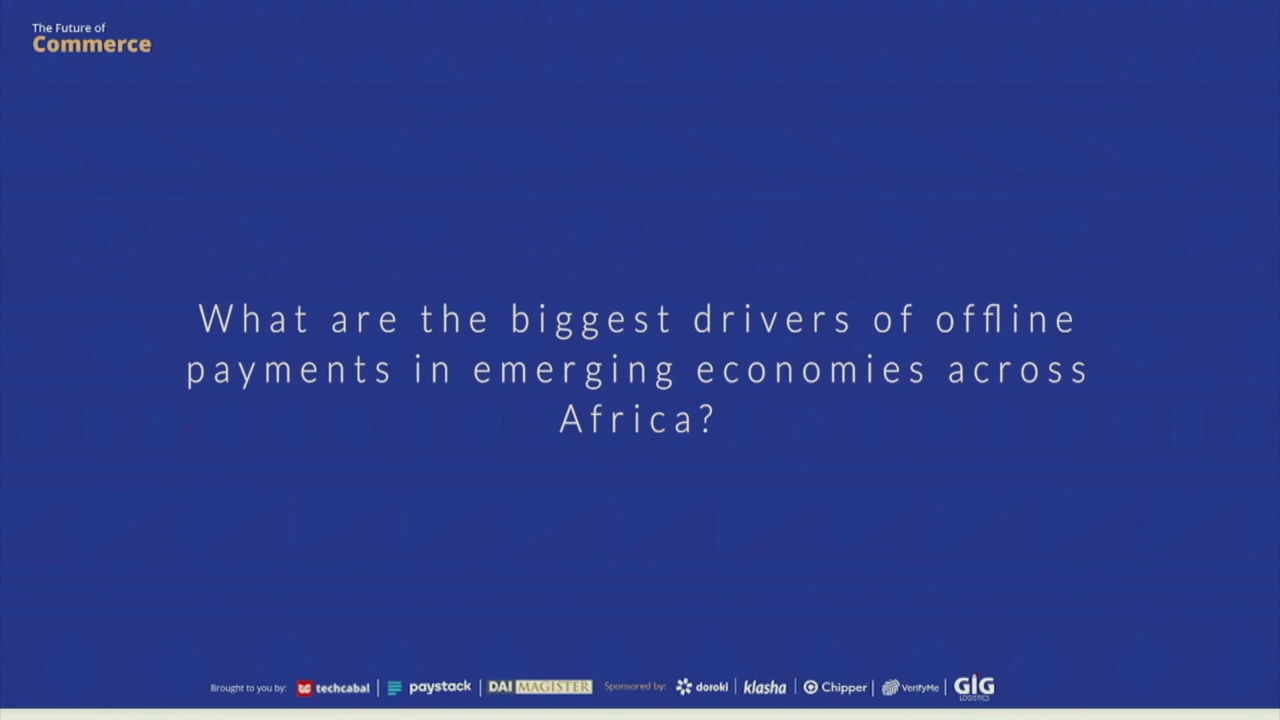 The Future of
Commerce
What are the biggest drivers of offline
payments in emerging economies across
Africa?
Brought to you by: techcabal | paystack | DAI MAGISTER Sponsored by: doroki | klasha | Chipper | VerifyMe | GIG
LOGISTICS